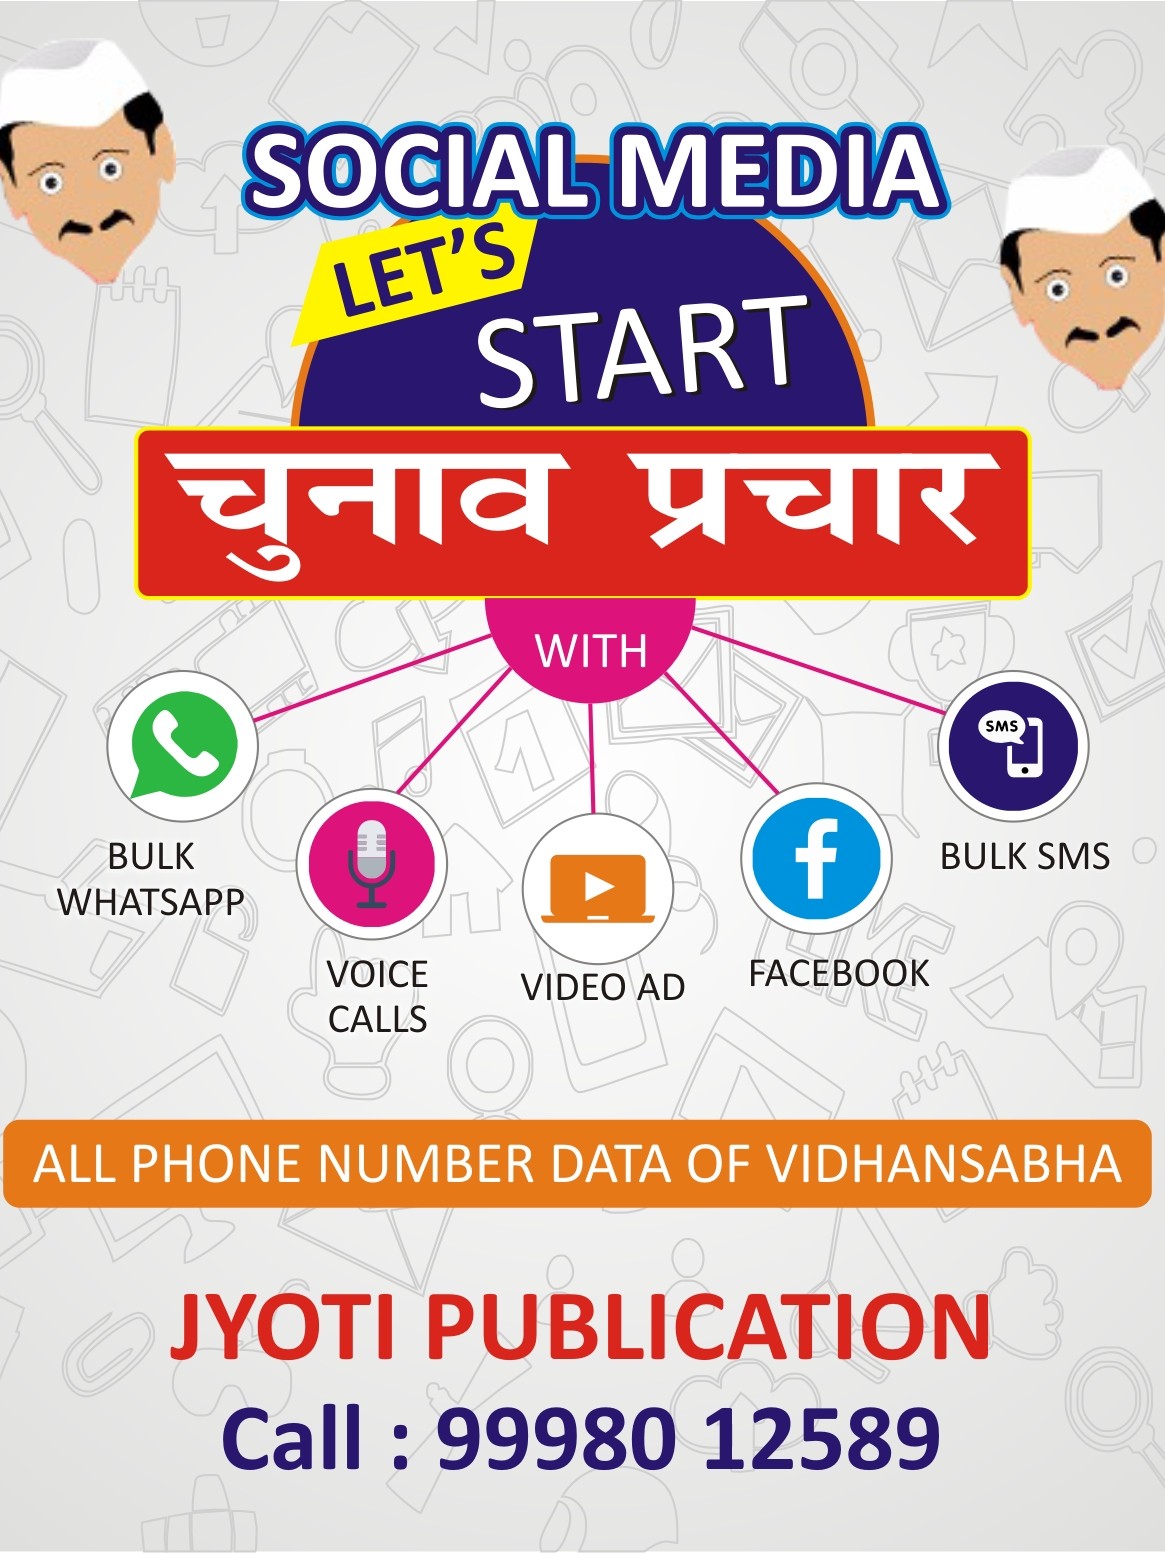 SOCIAL MEDIA
LET'S
START
चुनाव प्रचार
WITH
SMS
BULK
WHATSAPP
VOICE
CALLS
VIDEO AD
FACEBOOK
BULK SMS
ALL PHONE NUMBER DATA OF VIDHANSABHA
JYOTI PUBLICATION
Call : 99980 12589